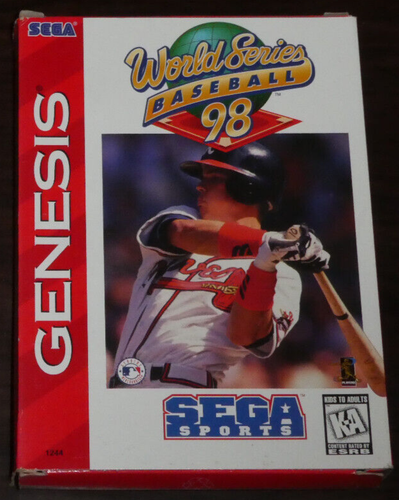 SEGA
GENESIS
World Series
BASEBALL
98
SEGA
SPORTS
KIDS TO ADULTS
K-A
CONTENT RATED BY
ESRB
1244